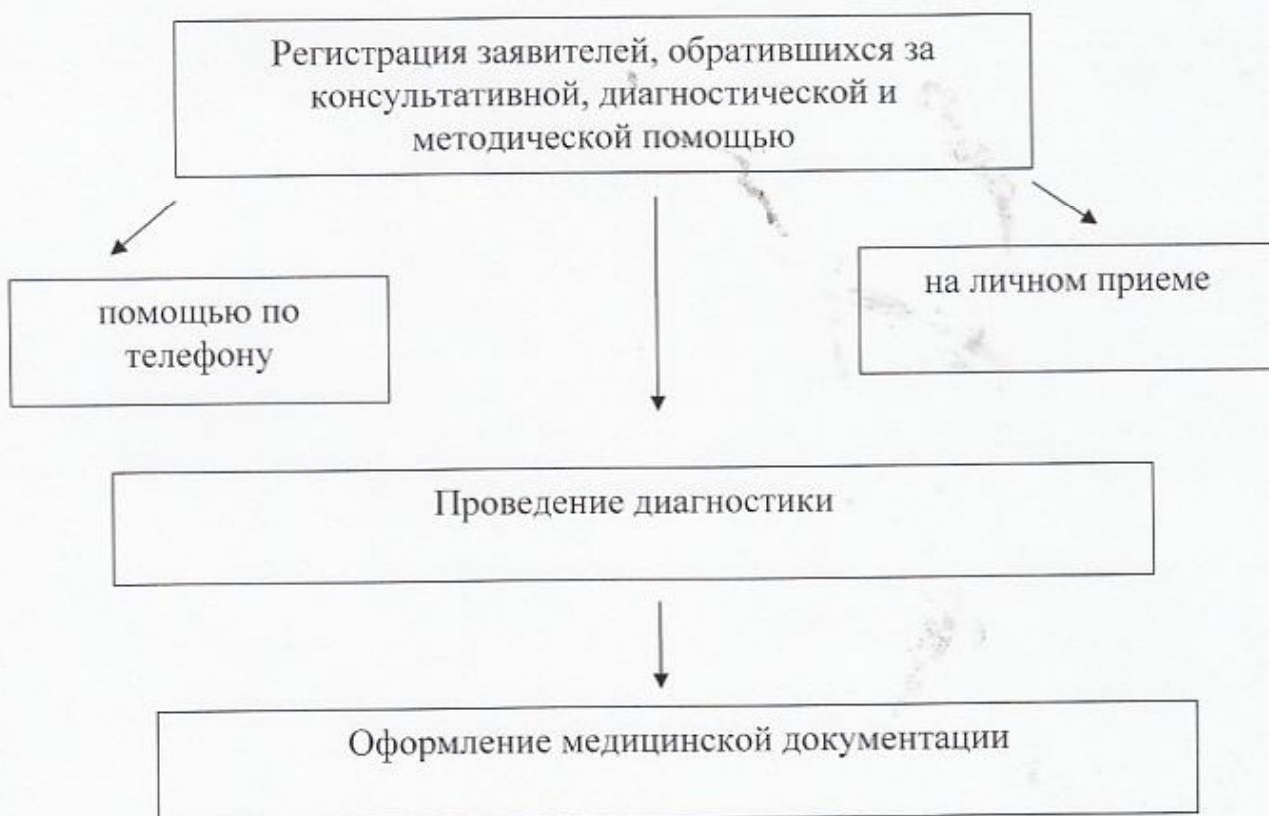 Регистрация заявителей, обратившихся за
консультативной, диагностической и
методической помощью
помощью по
телефону
на личном приеме
Проведение диагностики
Оформление медицинской документации